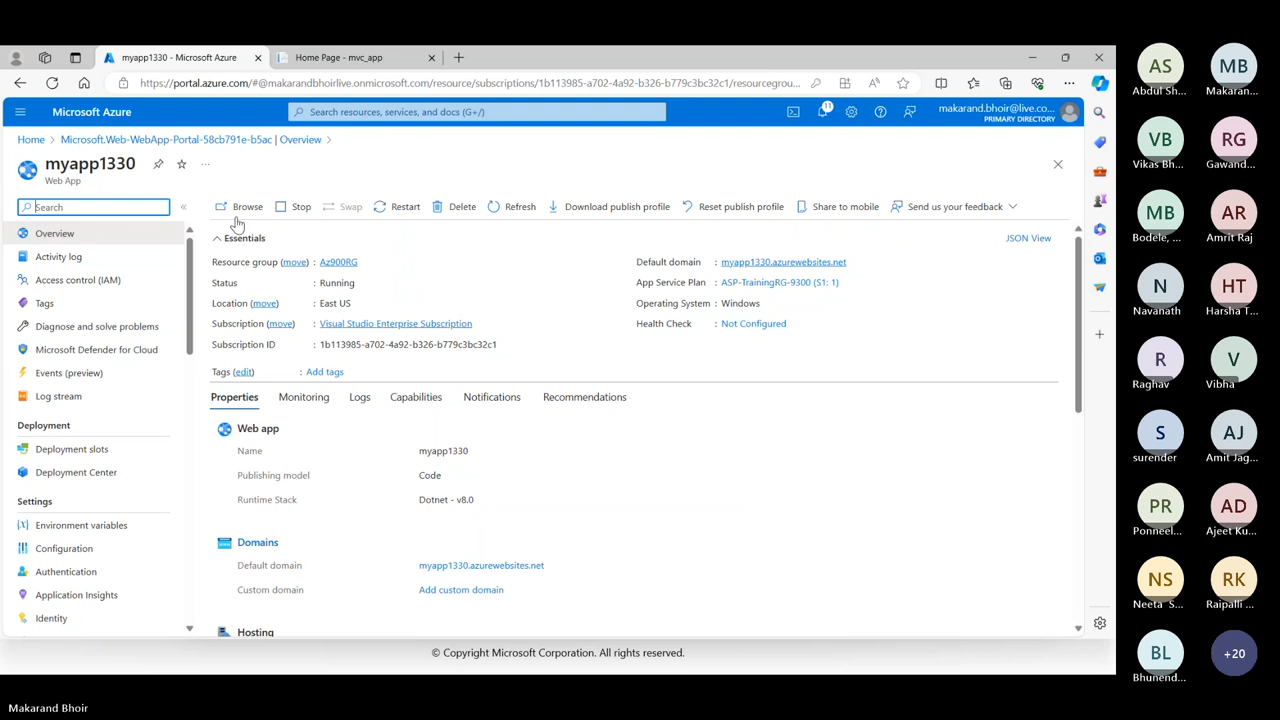 myapp1330 - Microsoft Azure
Home Page - mvc_app
https://portal.azure.com/#@makarandbhoirlive.onmicrosoft.com/resource/subscriptions/1b113985-a702-4a92-b326-b779c3bc32c1/resourcegrou...
Microsoft Azure
Search resources, services, and docs (G+/)
11
makarand.bhoir@live.co...
PRIMARY DIRECTORY
Home > Microsoft.Web-WebApp-Portal-58cb791e-b5ac | Overview >
myapp1330
Web App
Search
Browse Stop Swap Restart Delete Refresh Download publish profile Reset publish profile Share to mobile Send us your feedback
Overview
Activity log
Access control (IAM)
Tags
Diagnose and solve problems
Microsoft Defender for Cloud
Events (preview)
Log stream
Deployment
Deployment slots
Deployment Center
Settings
Environment variables
Configuration
Authentication
Application Insights
Identity
Essentials
JSON View
Resource group (move) : Az900RG
Status : Running
Location (move) : East US
Subscription (move) : Visual Studio Enterprise Subscription
Subscription ID : 1b113985-a702-4a92-b326-b779c3bc32c1
Default domain : myapp1330.azurewebsites.net
App Service Plan : ASP-TrainingRG-9300 (S1: 1)
Operating System : Windows
Health Check : Not Configured
Tags (edit) : Add tags
Properties Monitoring Logs Capabilities Notifications Recommendations
Web app
Name myapp1330
Publishing model Code
Runtime Stack Dotnet - v8.0
Domains
Default domain myapp1330.azurewebsites.net
Custom domain Add custom domain
Hosting
© Copyright Microsoft Corporation. All rights reserved.
Makarand Bhoir
AS MB
Abdul Sh... Makaran...
VB RG
Vikas Bh... Gawand...
MB AR
Bodele, ... Amrit Raj
N HT
Navanath Harsha T...
R V
Raghav Vibha
S AJ
surender Amit Jag...
PR AD
Ponneel... Ajeet Ku...
NS RK
Neeta S... Raipalli ...
BL +20
Bhunend...